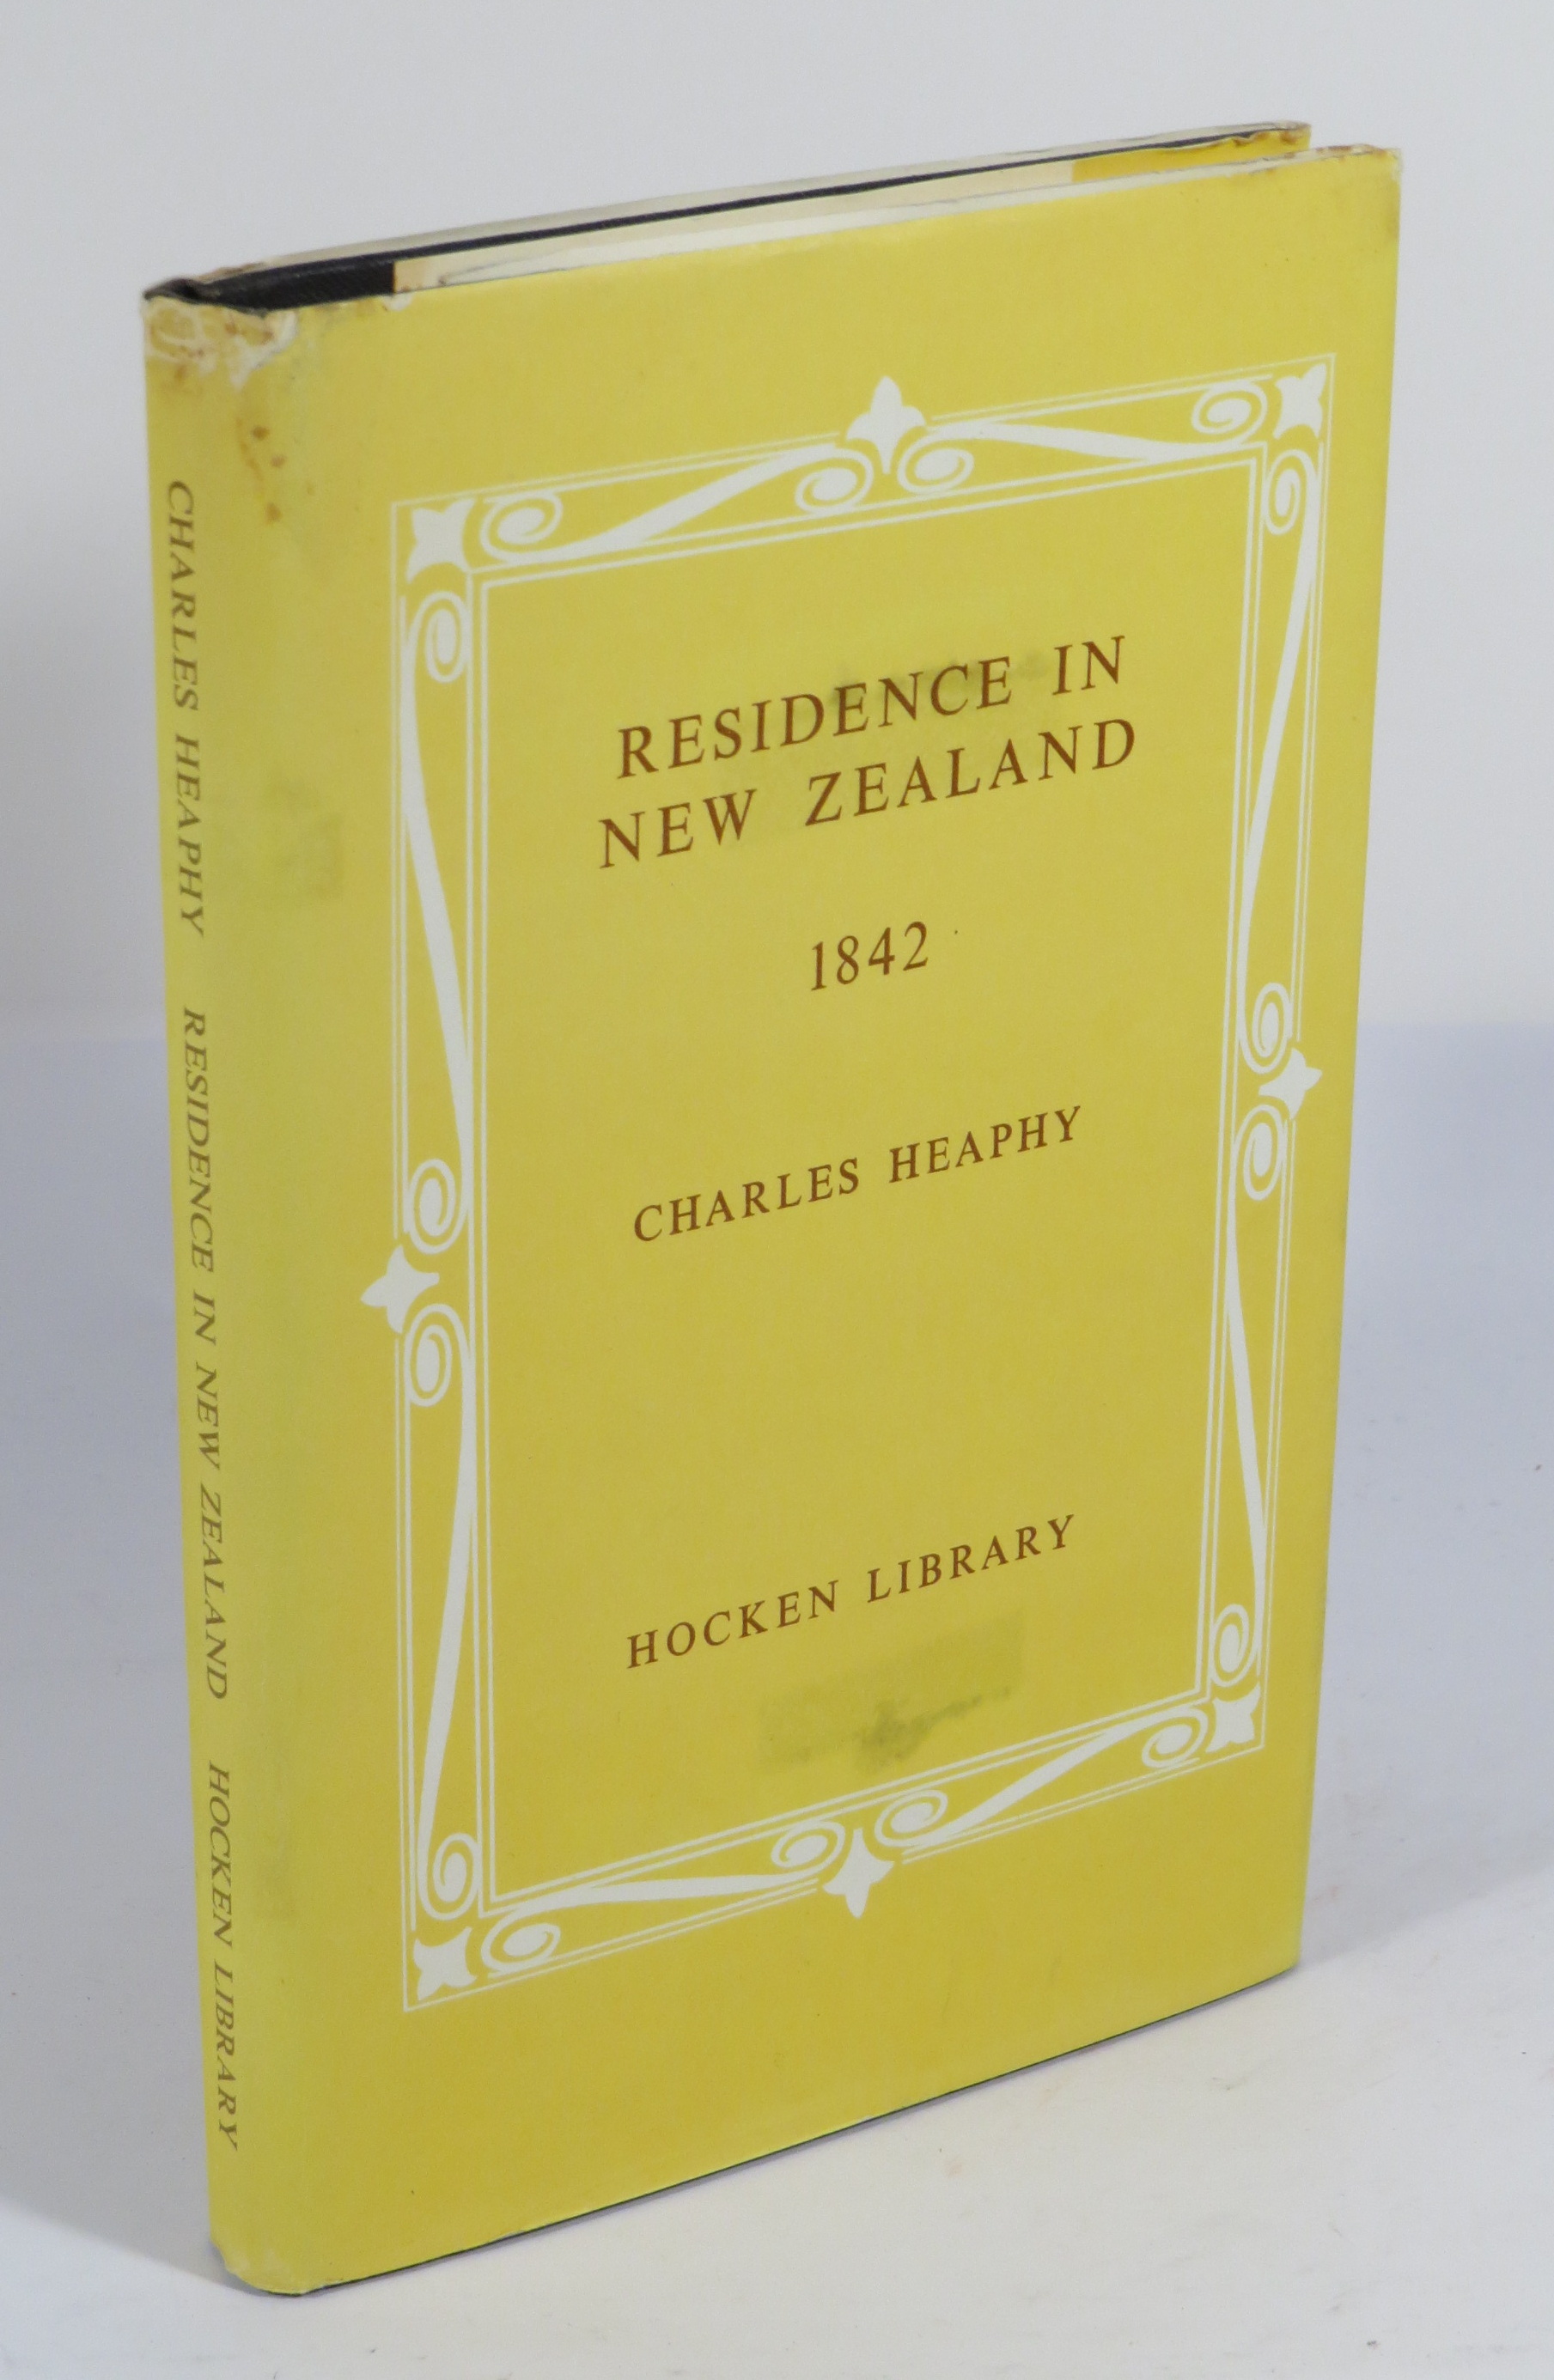 RESIDENCE IN
NEW ZEALAND
1842
CHARLES HEAPHY
HOCKEN LIBRARY
CHARLES HEAPHY RESIDENCE IN NEW ZEALAND HOCKEN LIBRARY